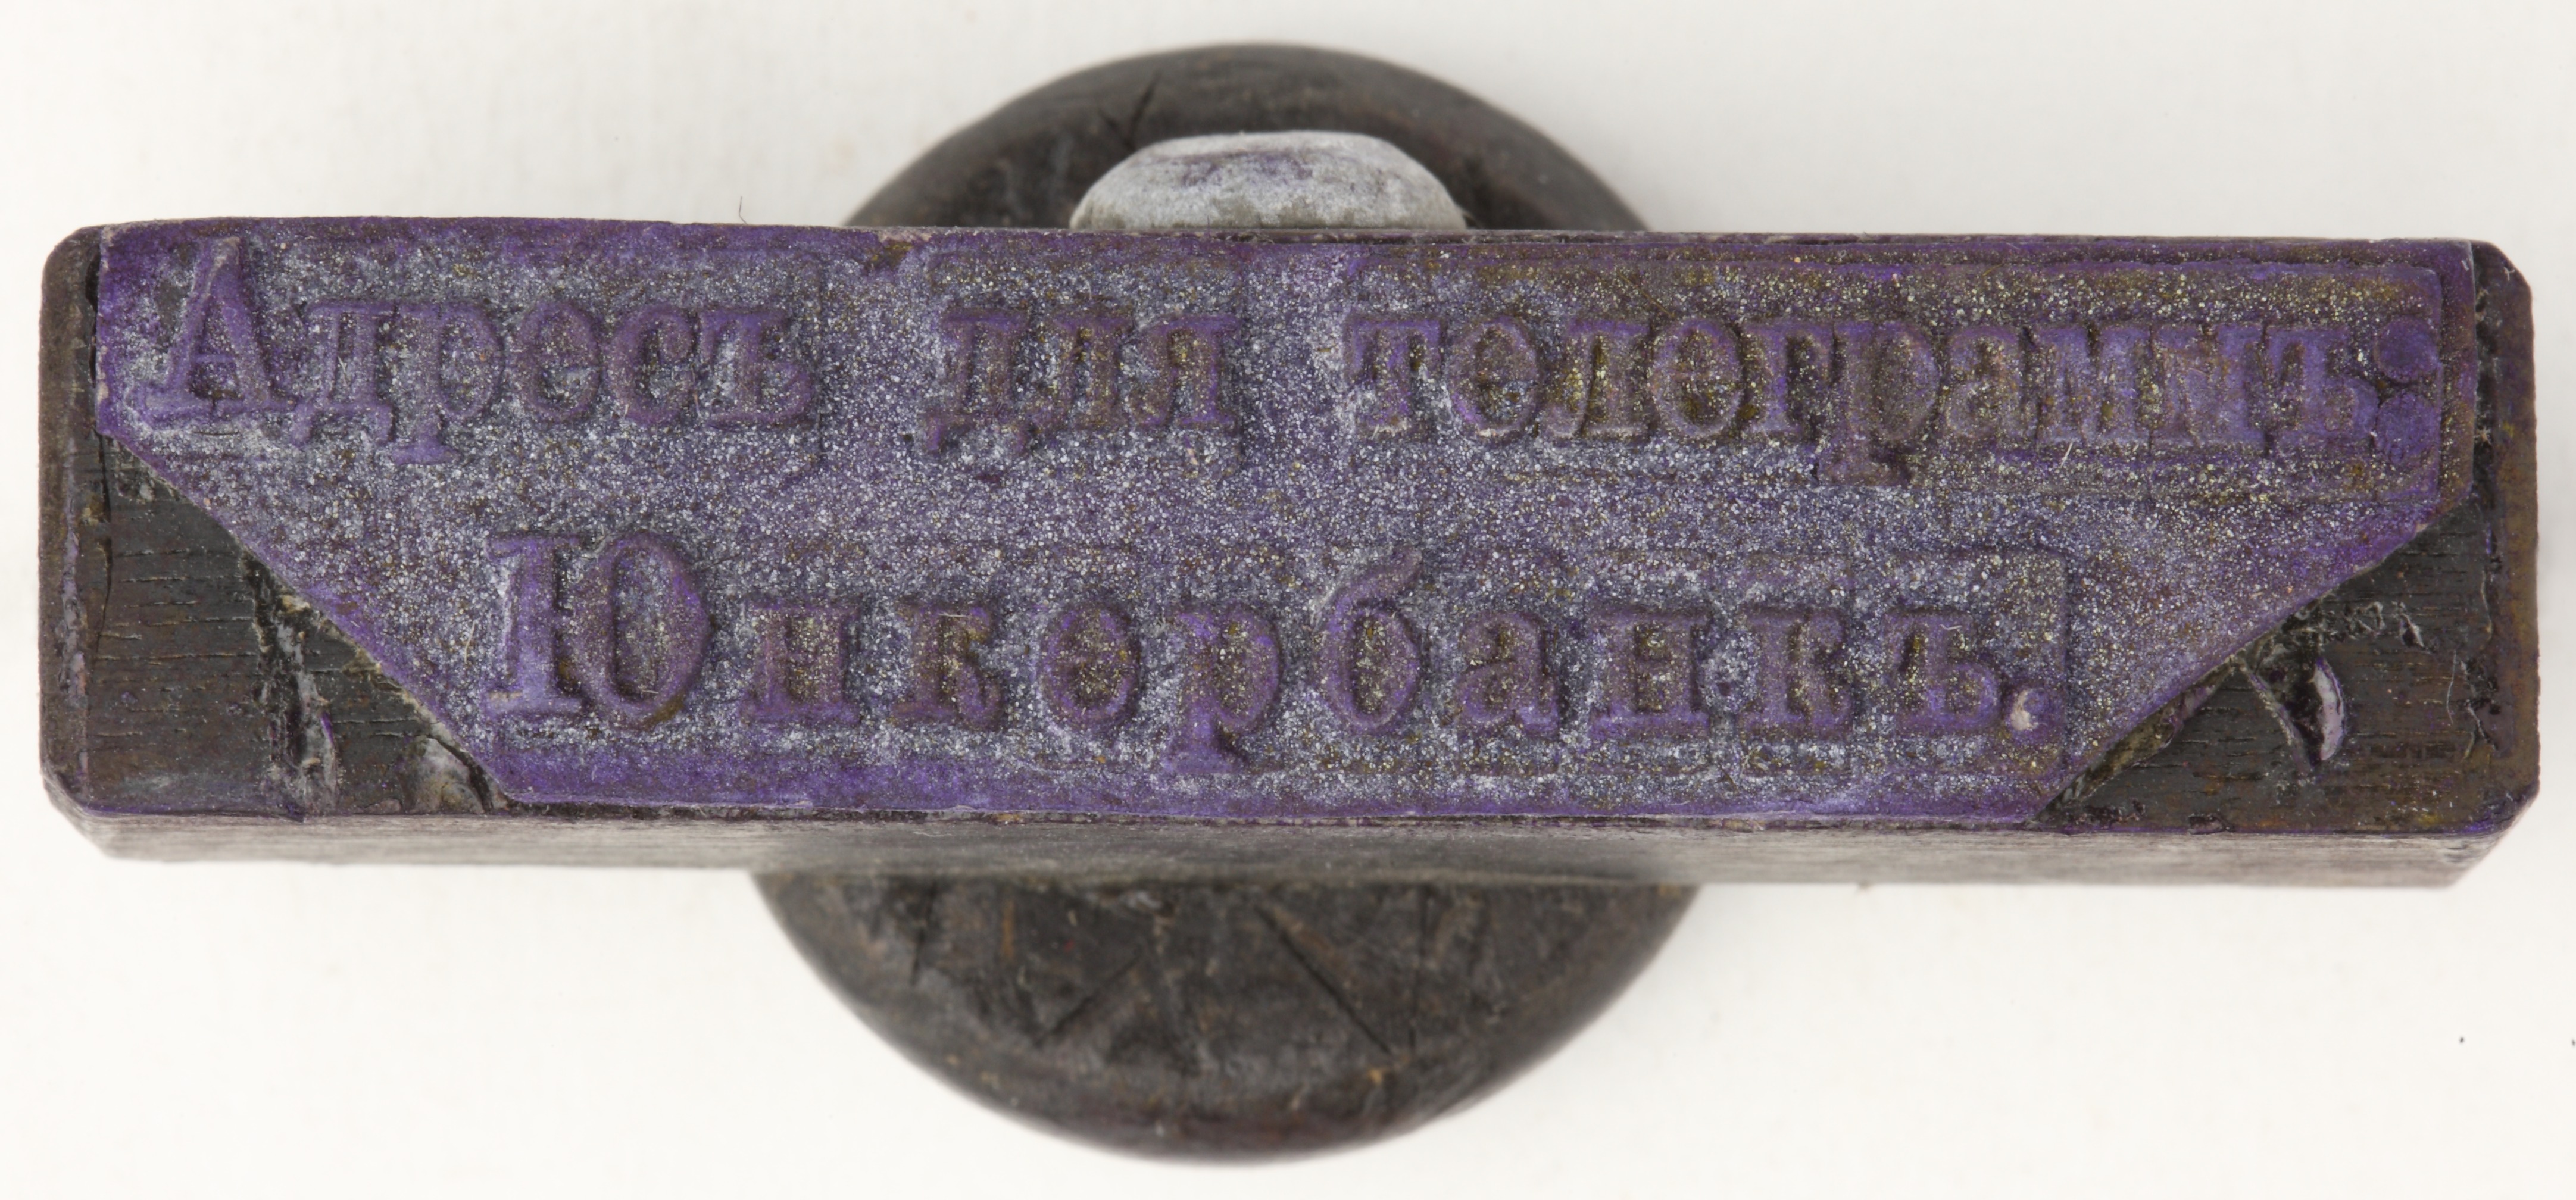 Адресъ для телеграммъ:
Юнкербанкъ.